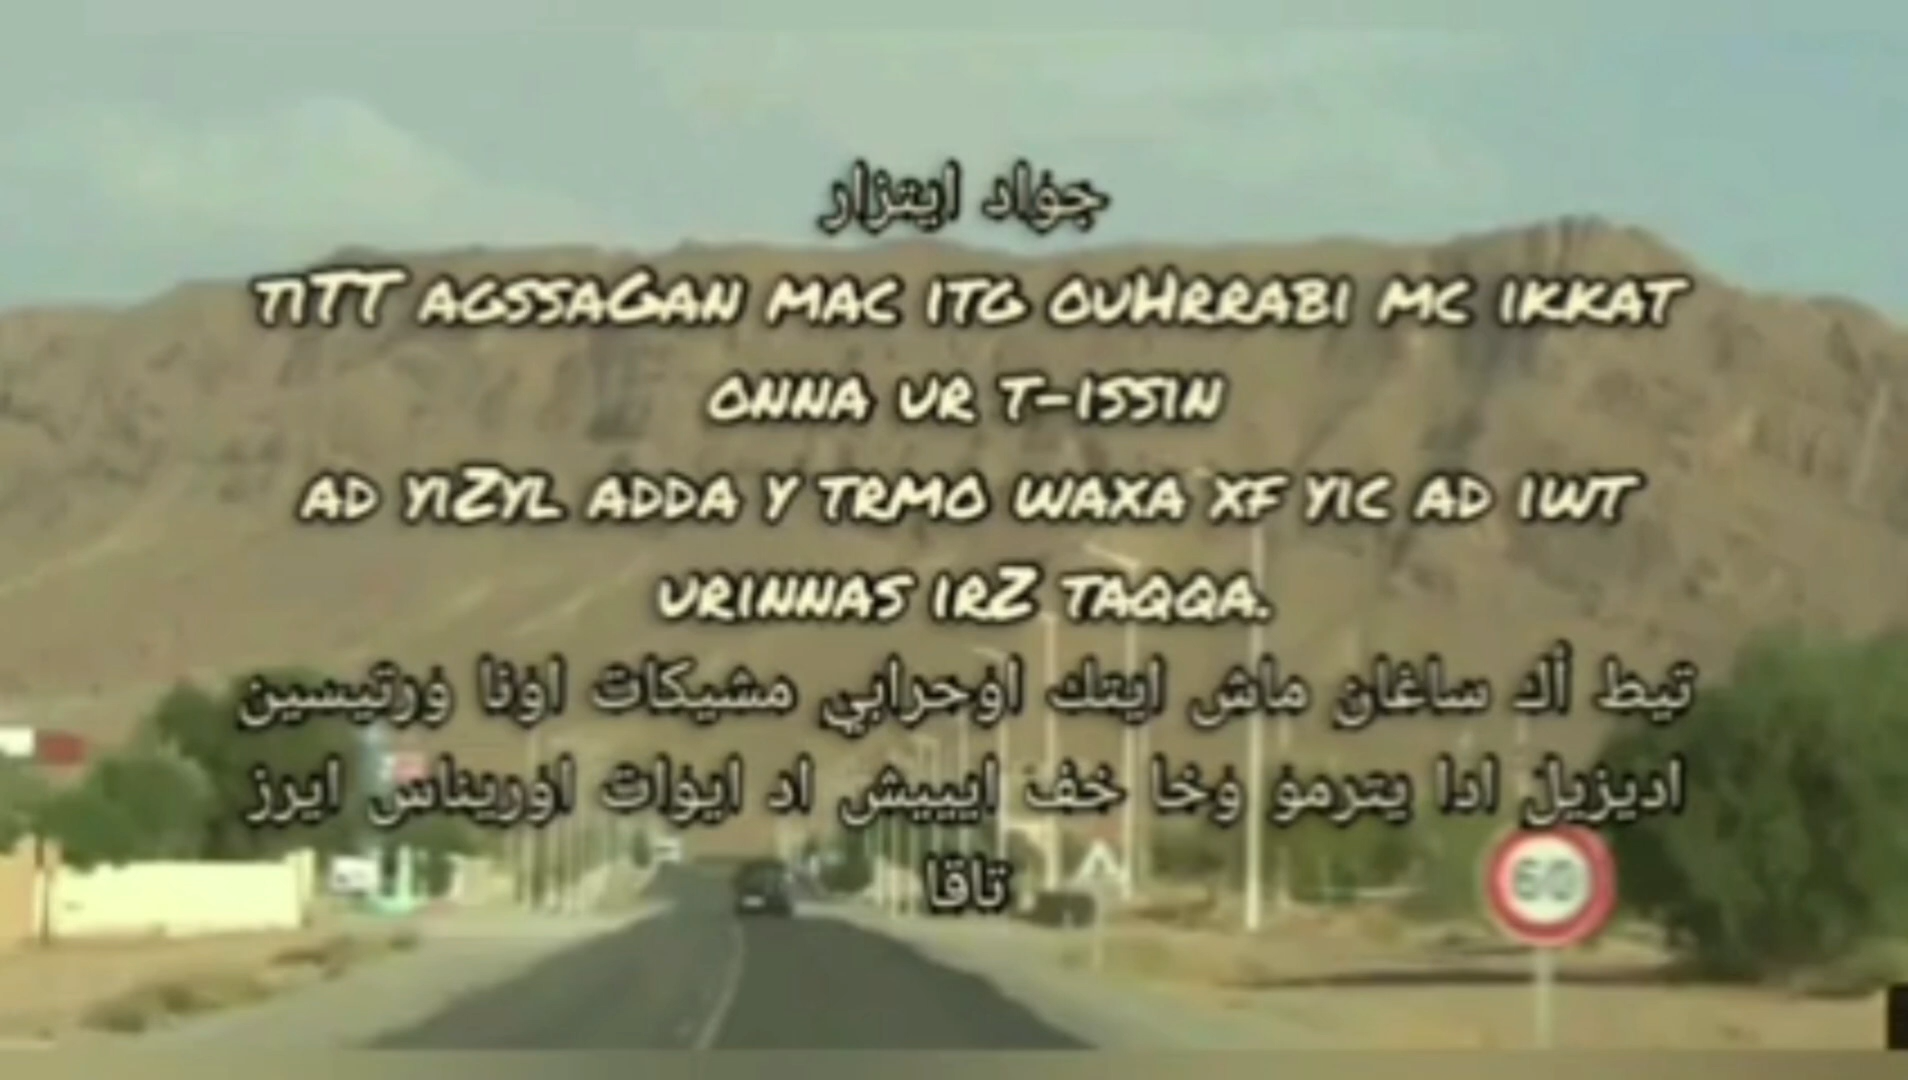 جواد ايتزار
TiTT AGSSAGAN MAC ITG OUHRRABI MC IKKAT
ONNA UR T-ISSIN
AD YIZYL ADDA Y TRMO WAXA XF YIC AD IWT
URINNAS IRZ TAQQA.
تيط أك ساغان ماش ايتك اوحرابي مشيكات اونا ورتيسين
اديزيل ادا يترمو وخا خف ايييش اد ايوات اوريناس ايرز
تاقا
60